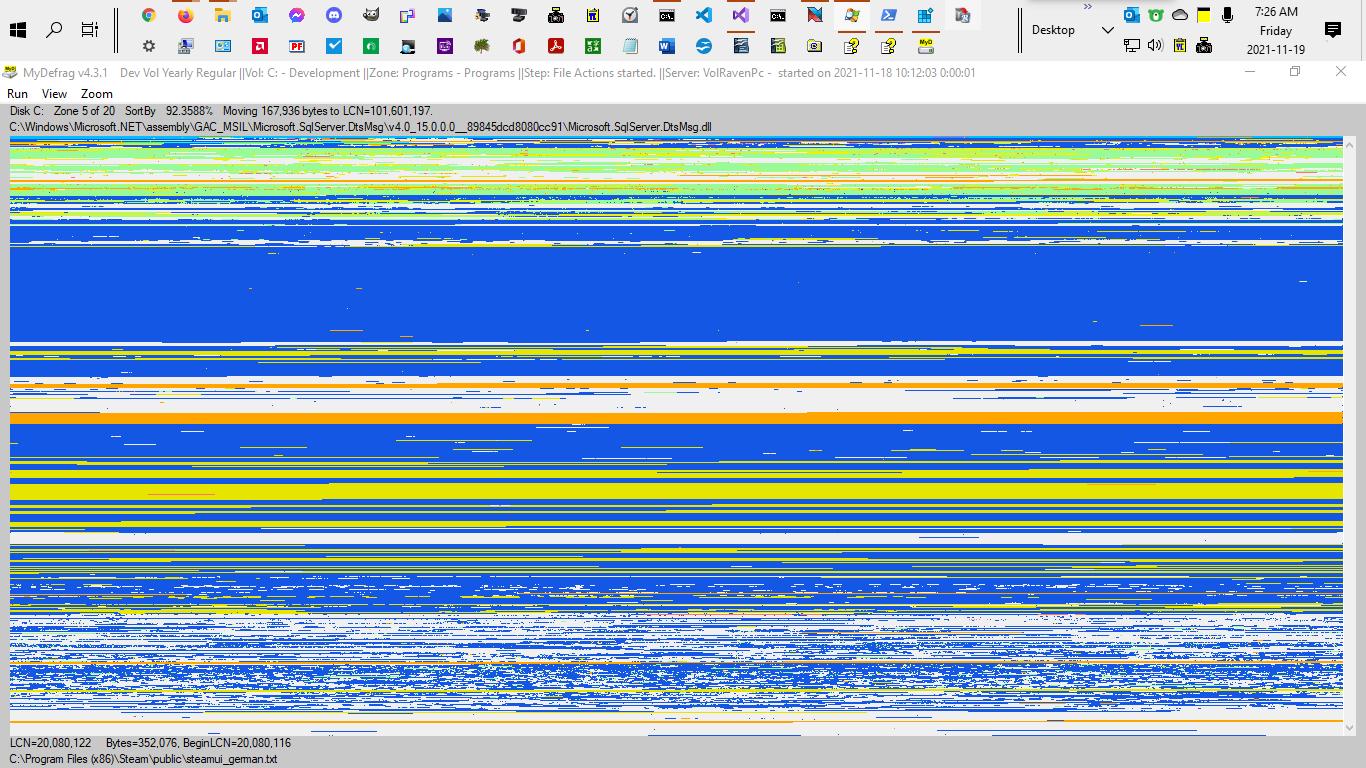 7:26 AM
Desktop
Friday
2021-11-19
MyDefrag v4.3.1 Dev Vol Yearly Regular ||Vol: C: - Development ||Zone: Programs - Programs ||Step: File Actions started. ||Server: VolRavenPc - started on 2021-11-18 10:12:03 0:00:01
Run View Zoom
Disk C: Zone 5 of 20 SortBy 92.3588% Moving 167,936 bytes to LCN=101,601,197.
C:\Windows\Microsoft.NET\assembly\GAC_MSIL\Microsoft.SqlServer.DtsMsg\v4.0_15.0.0.0__89845dcd8080cc91\Microsoft.SqlServer.DtsMsg.dll
LCN=20,080,122 Bytes=352,076, BeginLCN=20,080,116
C:\Program Files (x86)\Steam\public\steamui_german.txt